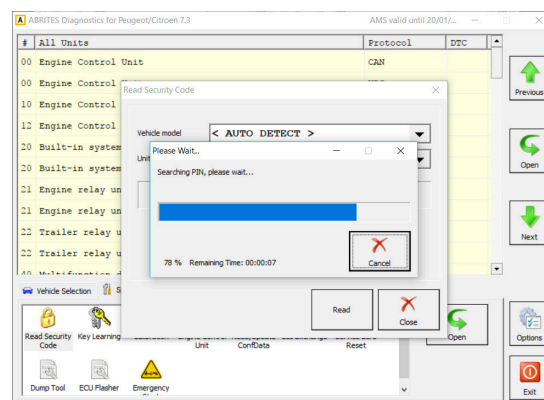 A ABRITES Diagnostics for Peugeot/Citroen 7.3 AMS valid until 20/01/...
# All Units Protocol DTC
00 Engine Control Unit CAN
00 Engine Control
10 Engine Control
12 Engine Control
20 Built-in system
20 Built-in system
21 Engine relay un
21 Engine relay un
22 Trailer relay u
22 Trailer relay u
Previous
Open
Next
Options
Exit
Read Security Code
Vehicle model < AUTO DETECT >
Unit
Please Wait...
Searching PIN, please wait...
78 % Remaining Time: 00:00:07
Cancel
Read
Close
Vehicle Selection S
Read Security Code
Key Learning
Unit
ConfData
Reset
Open
Dump Tool
ECU Flasher
Emergency